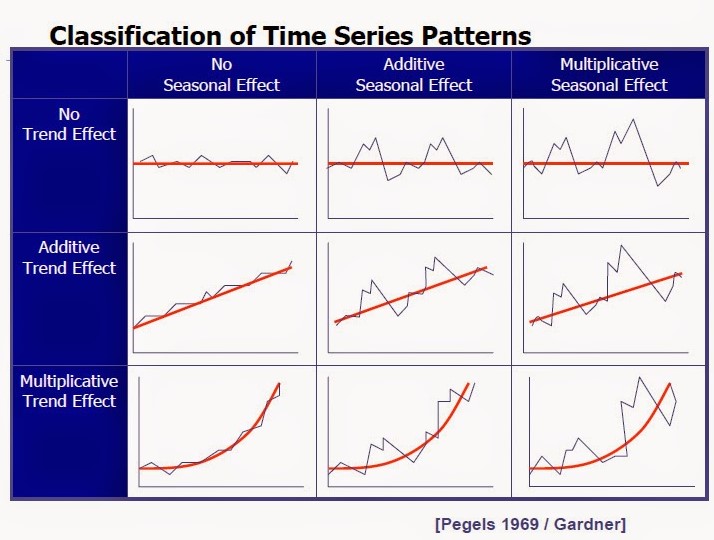 Classification of Time Series Patterns
No
Seasonal Effect
Additive
Seasonal Effect
Multiplicative
Seasonal Effect
No
Trend Effect
Additive
Trend Effect
Multiplicative
Trend Effect
[Pegels 1969 / Gardner]